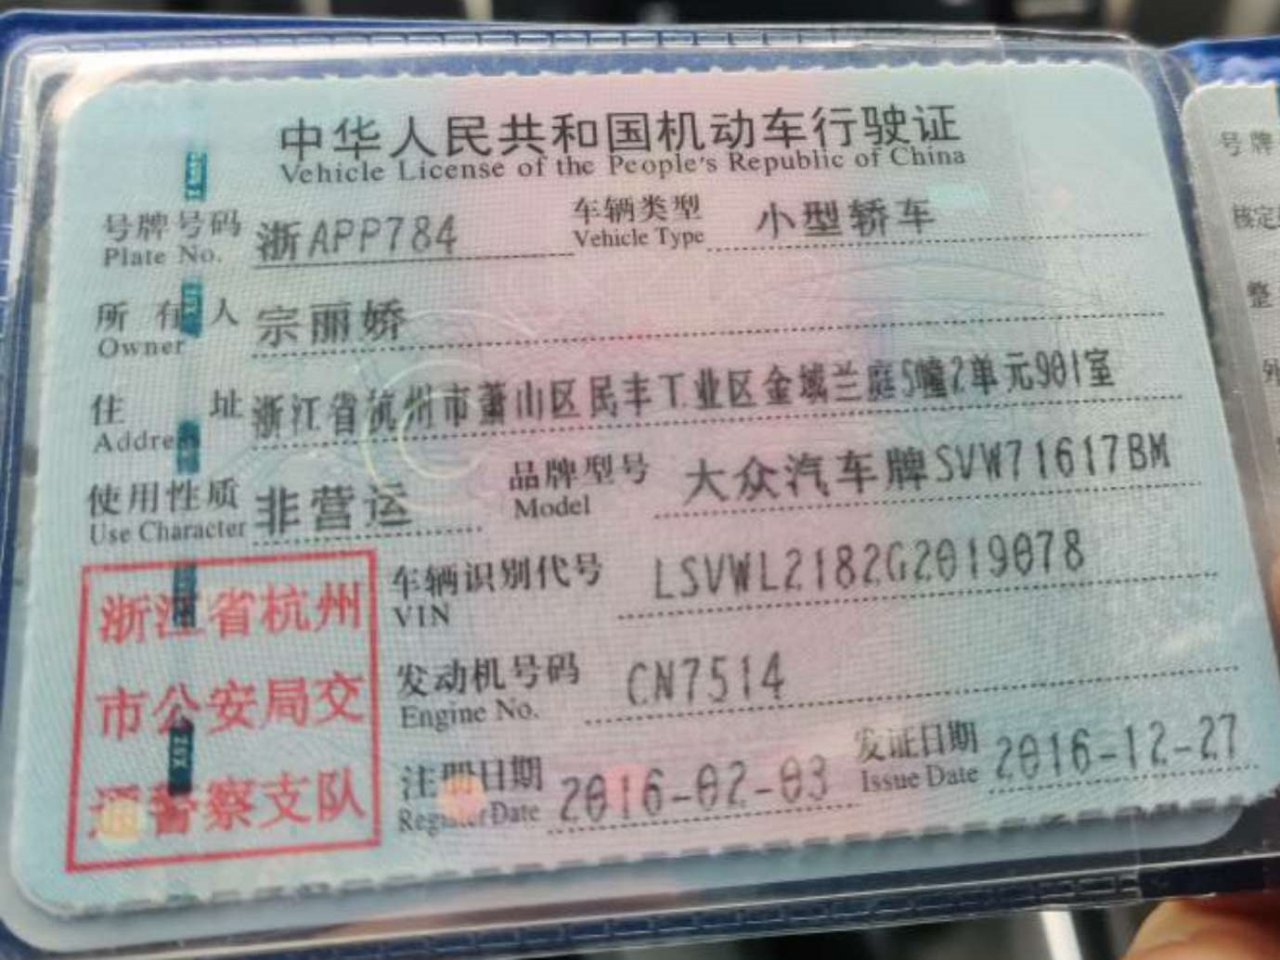 中华人民共和国机动车行驶证
Vehicle License of the People's Republic of China
号牌号码 浙APP784 车辆类型 小型轿车
Plate No. Vehicle Type
所有人 宗丽娇
Owner
住址 浙江省杭州市萧山区民丰工业区金域兰庭5幢2单元901室
Address
使用性质 非营运 品牌型号 大众汽车牌SVW71617BM
Use Character Model
车辆识别代号 LSVWL2182G2019078
VIN
发动机号码 CN7514
Engine No.
注册日期 2016-02-03 发证日期 2016-12-27
Register Date Issue Date
浙江省杭州
市公安局交
通警察支队
号牌
核定
整